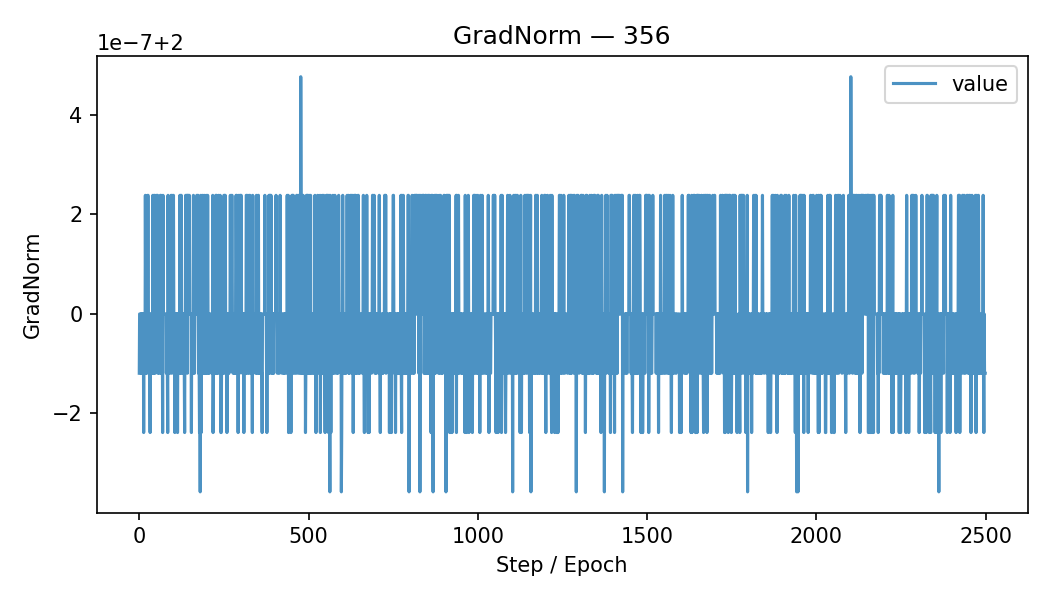 GradNorm — 356
1e−7+2
value
4
2
0
−2
GradNorm
0 500 1000 1500 2000 2500
Step / Epoch